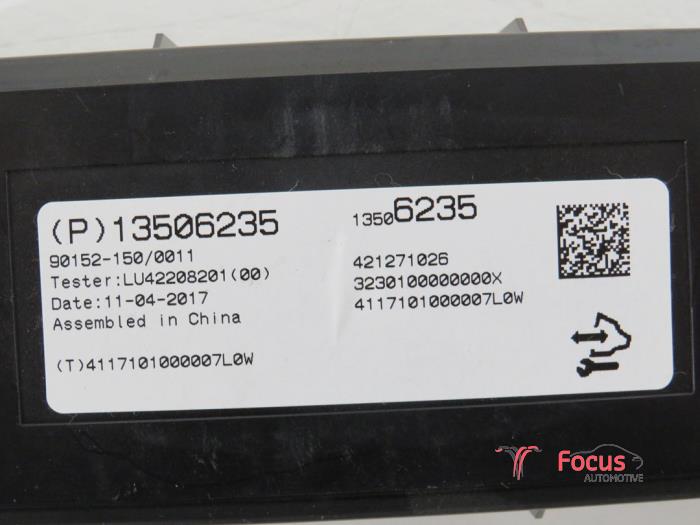 (P)13506235
90152-150/0011
Tester:LU42208201(00)
Date:11-04-2017
Assembled in China
(T)4117101000007L0W
13506235
421271026
3230100000000X
4117101000007L0W
Focus
AUTOMOTIVE